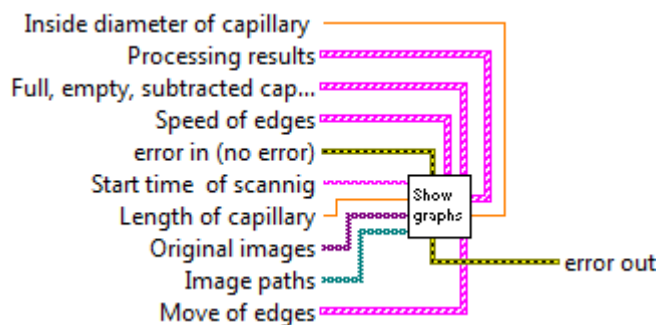 Inside diameter of capillary
Processing results
Full, empty, subtracted cap...
Speed of edges
error in (no error)
Start time of scannig
Length of capillary
Original images
Image paths
Move of edges
Show
graphs
error out